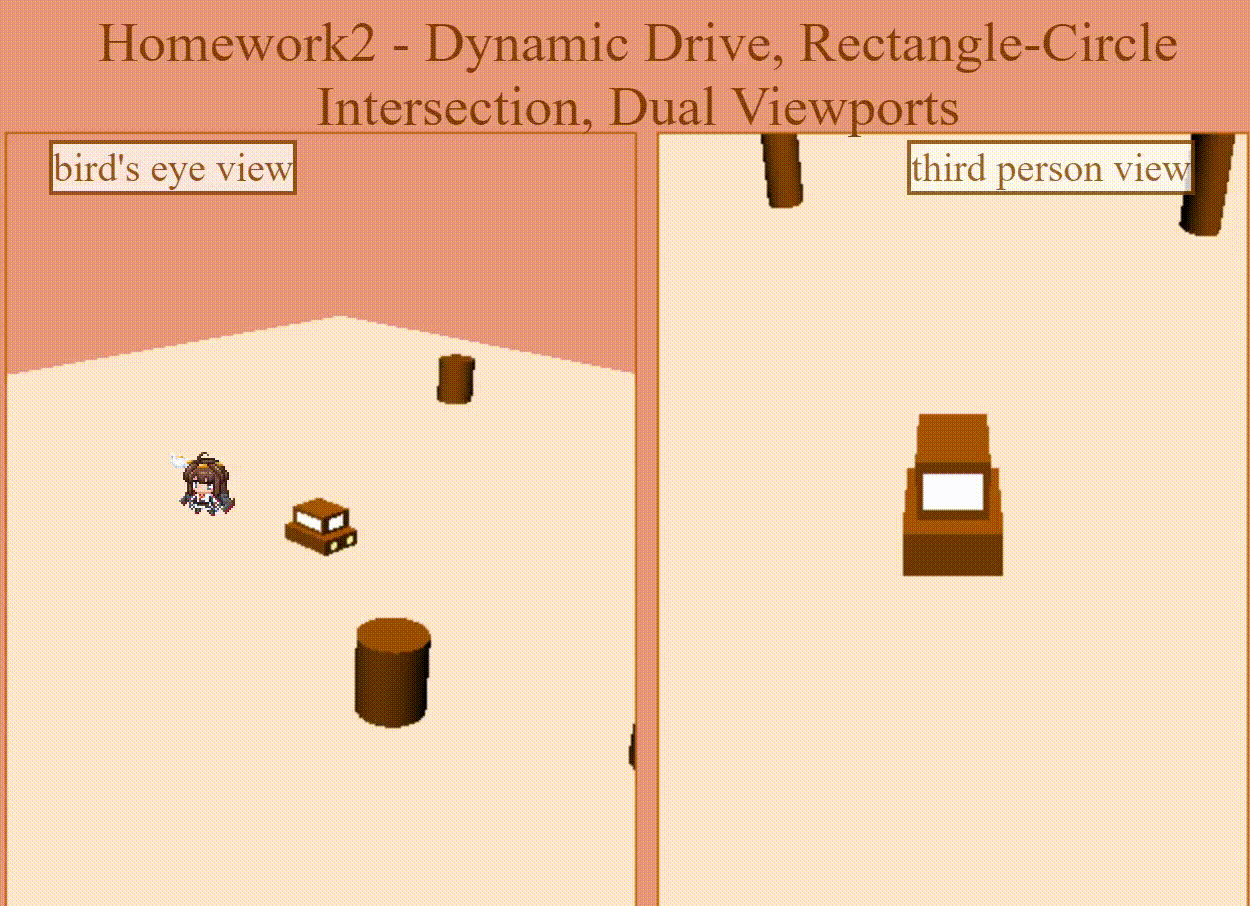 Homework2 - Dynamic Drive, Rectangle-Circle
Intersection, Dual Viewports
bird's eye view
third person view